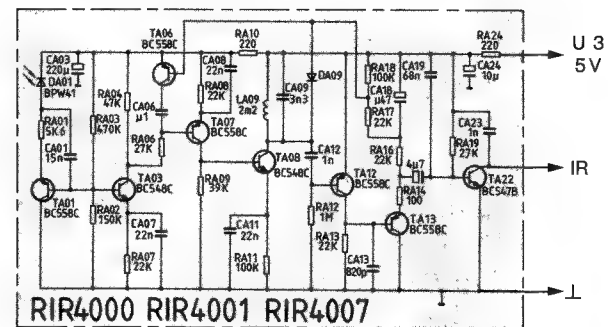 TA06
BC558C
RA10
220
RA24
220
U 3
5V
CA03
220µ
DA01
BPW41
CA08
22n
RA08
22K
LA09
2m2
CA09
3n3
DA09
RA18
100K
CA18
µ47
CA19
68n
CA24
10µ
RA04
47K
CA06
µ1
RA01
5K6
CA01
15n
RA03
470K
RA06
27K
TA07
BC558C
CA12
1n
RA17
22K
RA16
22K
RA19
27K
CA23
1n
IR
TA01
BC558C
TA03
BC548C
RA09
39K
TA08
BC548C
TA12
BC558C
4µ7
RA14
100
TA22
BC547B
RA02
150K
CA07
22n
RA07
22K
CA11
22n
RA11
100K
RA12
1M
RA13
22K
CA13
820p
TA13
BC558C
RIR4000 RIR4001 RIR4007